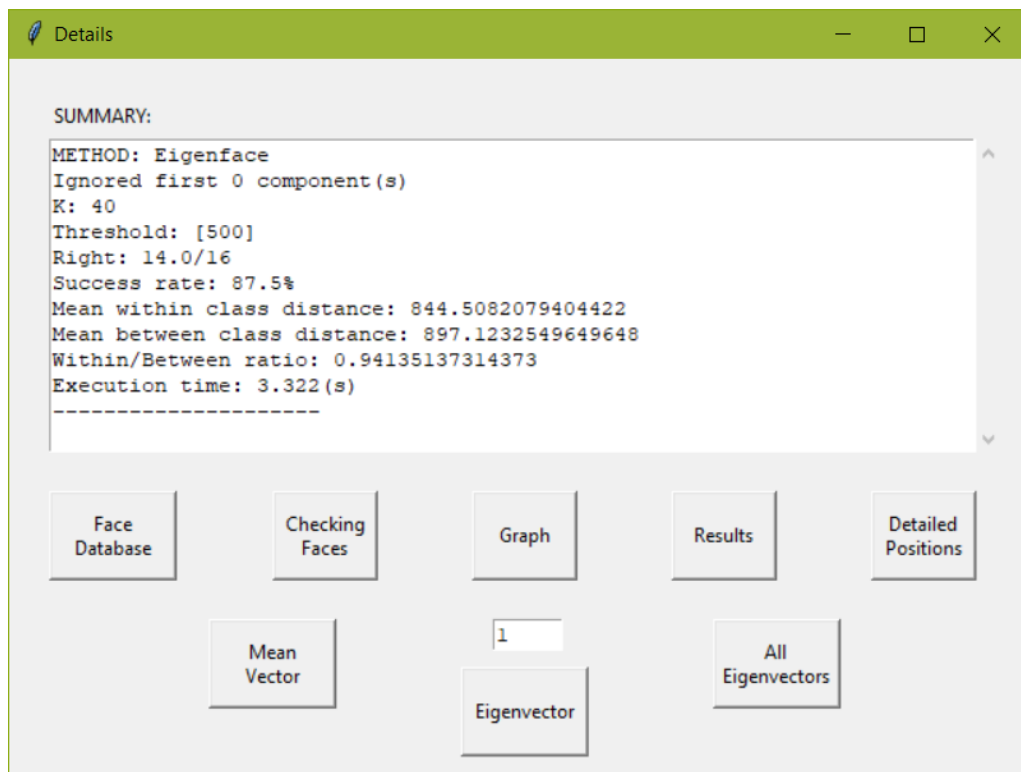 Details
SUMMARY:
METHOD: Eigenface
Ignored first 0 component(s)
K: 40
Threshold: [500]
Right: 14.0/16
Success rate: 87.5%
Mean within class distance: 844.5082079404422
Mean between class distance: 897.1232549649648
Within/Between ratio: 0.94135137314373
Execution time: 3.322(s)
---------------------
Face
Database
Checking
Faces
Graph
Results
Detailed
Positions
Mean
Vector
1
Eigenvector
All
Eigenvectors